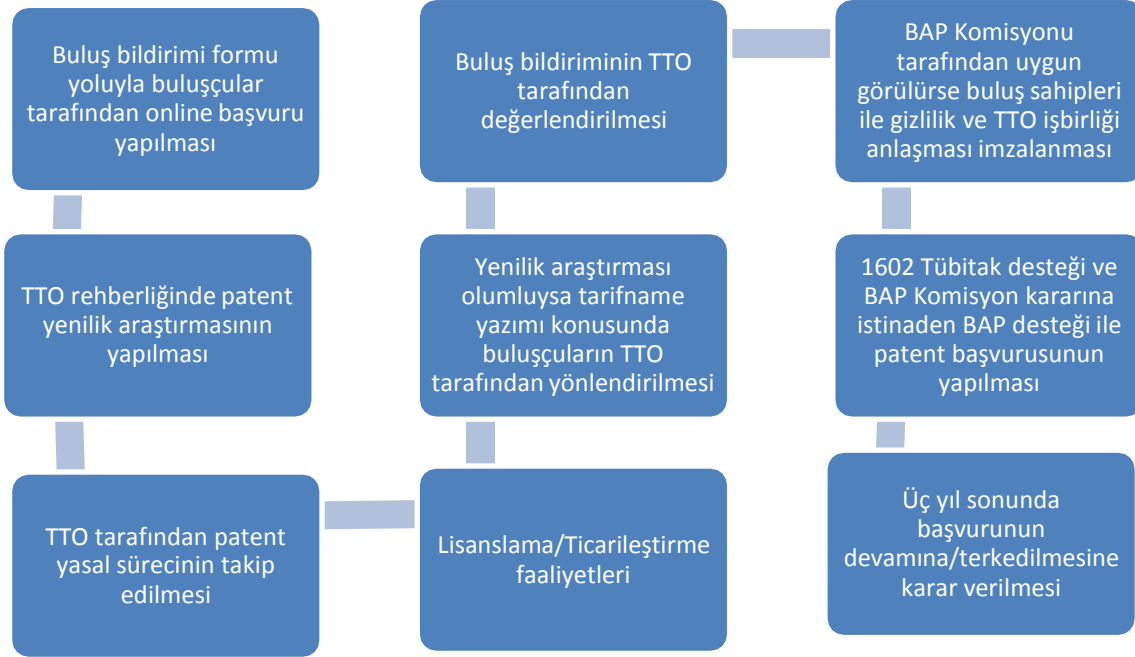 Buluş bildirimi formu
yoluyla buluşçular
tarafından online başvuru
yapılması
TTO rehberliğinde patent
yenilik araştırmasının
yapılması
TTO tarafından patent
yasal sürecinin takip
edilmesi
Lisanslama/Ticarileştirme
faaliyetleri
Yenilik araştırması
olumluysa tarifname
yazımı konusunda
buluşçuların TTO
tarafından yönlendirilmesi
Buluş bildiriminin TTO
tarafından
değerlendirilmesi
BAP Komisyonu
tarafından uygun
görülürse buluş sahipleri
ile gizlilik ve TTO işbirliği
anlaşması imzalanması
1602 Tübitak desteği ve
BAP Komisyon kararına
istinaden BAP desteği ile
patent başvurusunun
yapılması
Üç yıl sonunda
başvurunun
devamına/terkedilmesine
karar verilmesi